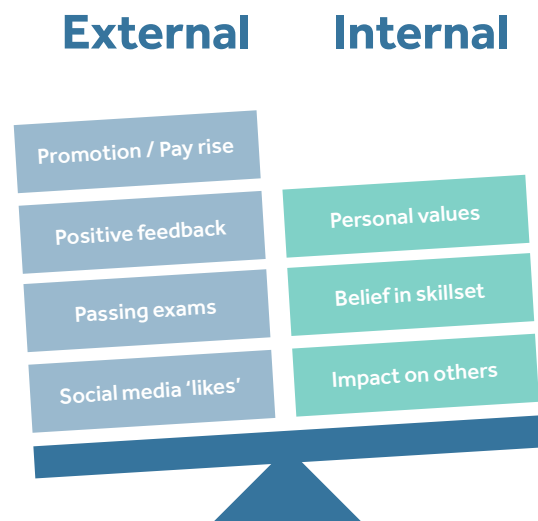 External
Internal
Promotion / Pay rise
Positive feedback
Passing exams
Social media ‘likes’
Personal values
Belief in skillset
Impact on others